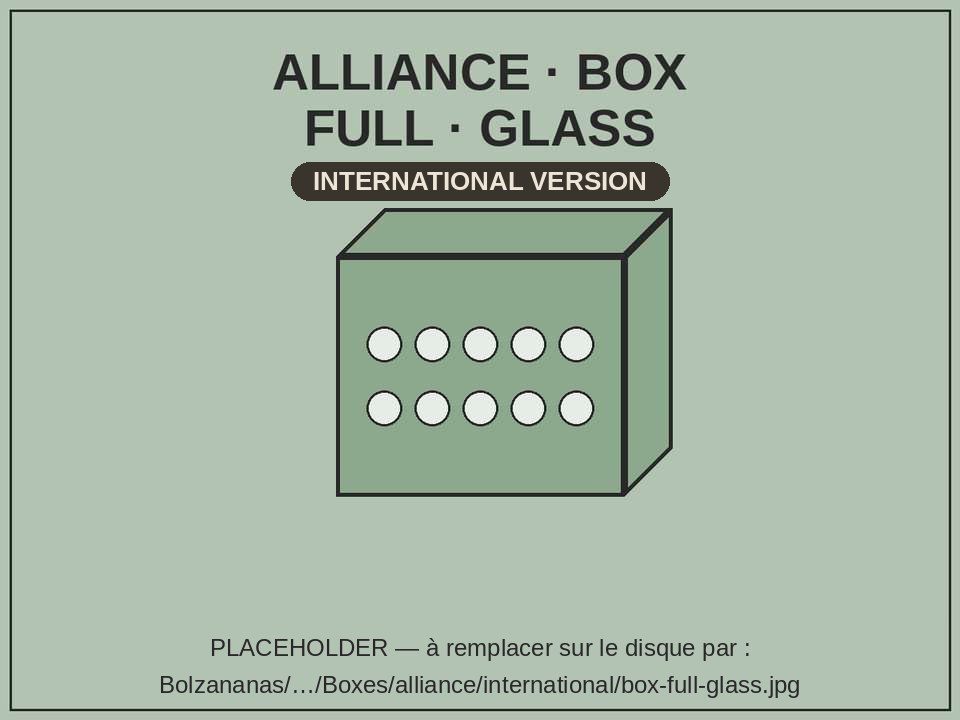 ALLIANCE · BOX
FULL · GLASS
INTERNATIONAL VERSION
PLACEHOLDER — à remplacer sur le disque par :
Bolzananas/…/Boxes/alliance/international/box-full-glass.jpg